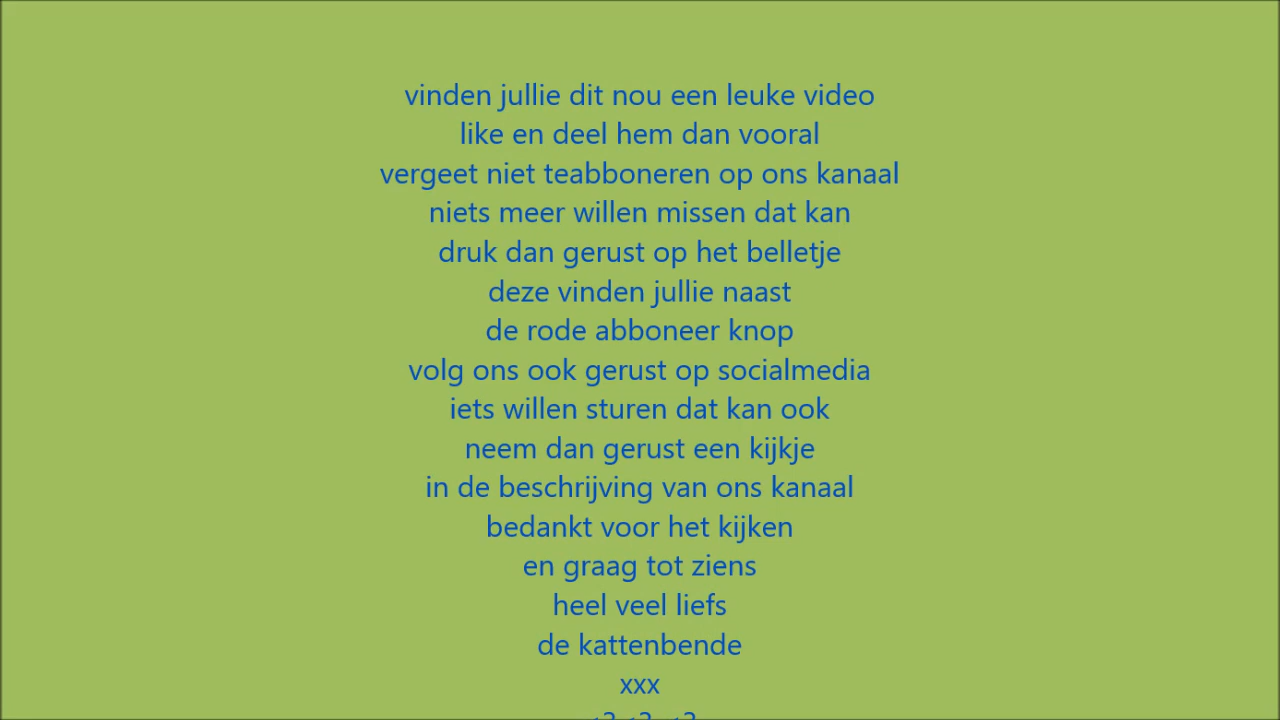 vinden jullie dit nou een leuke video
like en deel hem dan vooral
vergeet niet teabboneren op ons kanaal
niets meer willen missen dat kan
druk dan gerust op het belletje
deze vinden jullie naast
de rode abboneer knop
volg ons ook gerust op socialmedia
iets willen sturen dat kan ook
neem dan gerust een kijkje
in de beschrijving van ons kanaal
bedankt voor het kijken
en graag tot ziens
heel veel liefs
de kattenbende
xxx